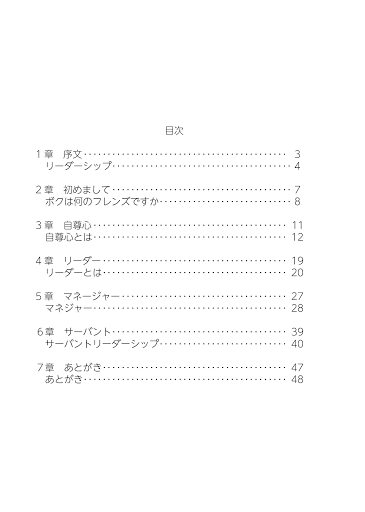 目次
1章　序文・・・・・・・・・・・・・・・・・・・・・・・・・・・・・・・・・・・・・・・・・・・ 3
リーダーシップ・・・・・・・・・・・・・・・・・・・・・・・・・・・・・・・・・・・・・・ 4
2章　初めまして・・・・・・・・・・・・・・・・・・・・・・・・・・・・・・・・・・・・・ 7
ボクは何のフレンズですか・・・・・・・・・・・・・・・・・・・・・・・・・・・・ 8
3章　自尊心・・・・・・・・・・・・・・・・・・・・・・・・・・・・・・・・・・・・・・・・・ 11
自尊心とは・・・・・・・・・・・・・・・・・・・・・・・・・・・・・・・・・・・・・・・・・ 12
4章　リーダー・・・・・・・・・・・・・・・・・・・・・・・・・・・・・・・・・・・・・・・ 19
リーダーとは・・・・・・・・・・・・・・・・・・・・・・・・・・・・・・・・・・・・・・・ 20
5章　マネージャー・・・・・・・・・・・・・・・・・・・・・・・・・・・・・・・・・・・ 27
マネジャー・・・・・・・・・・・・・・・・・・・・・・・・・・・・・・・・・・・・・・・・・ 28
6章　サーバント・・・・・・・・・・・・・・・・・・・・・・・・・・・・・・・・・・・・・ 39
サーバントリーダーシップ・・・・・・・・・・・・・・・・・・・・・・・・・・・ 40
7章　あとがき・・・・・・・・・・・・・・・・・・・・・・・・・・・・・・・・・・・・・・・ 47
あとがき・・・・・・・・・・・・・・・・・・・・・・・・・・・・・・・・・・・・・・・・・・・ 48